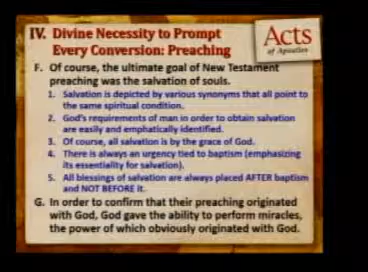 IV. Divine Necessity to Prompt
Every Conversion: Preaching
Acts
of Apostles
F. Of course, the ultimate goal of New Testament
preaching was the salvation of souls.
1. Salvation is depicted by various synonyms that all point to
the same spiritual condition.
2. God's requirements of man in order to obtain salvation
are easily and emphatically identified.
3. Of course, all salvation is by the grace of God.
4. There is always an urgency tied to baptism (emphasizing
its essentiality for salvation).
5. All blessings of salvation are always placed AFTER baptism
and NOT BEFORE it.
G. In order to confirm that their preaching originated
with God, God gave the ability to perform miracles,
the power of which obviously originated with God.